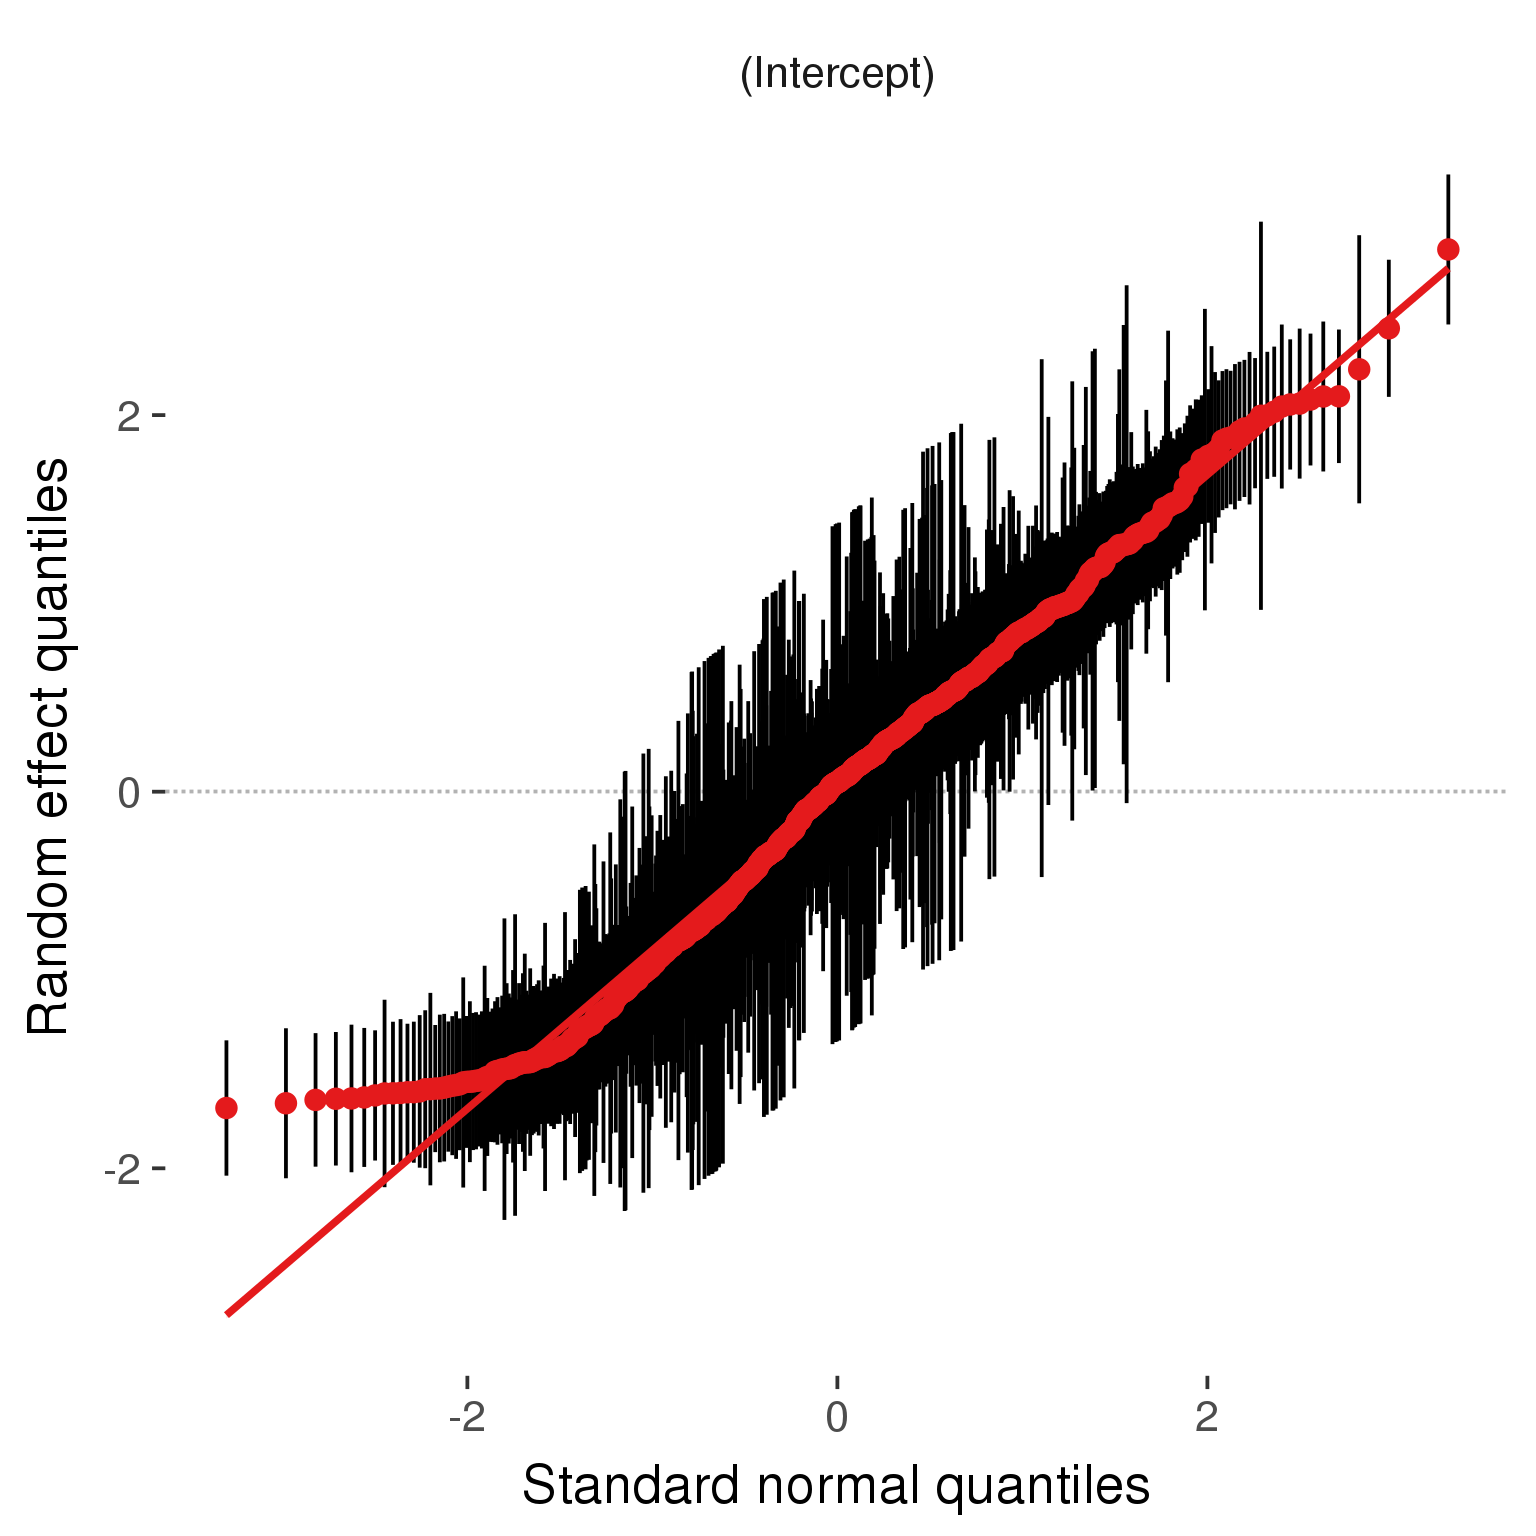 (Intercept)
Random effect quantiles
2
0
-2
-2
0
2
Standard normal quantiles